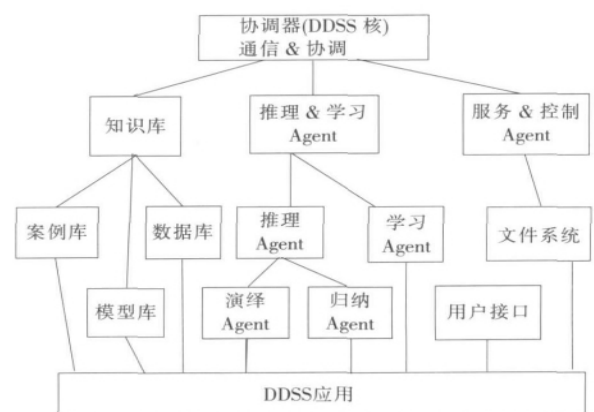 协调器(DDSS 核)
通信 & 协调
知识库
推理 & 学习
Agent
服务 & 控制
Agent
案例库
数据库
推理
Agent
学习
Agent
文件系统
模型库
演绎
Agent
归纳
Agent
用户接口
DDSS应用